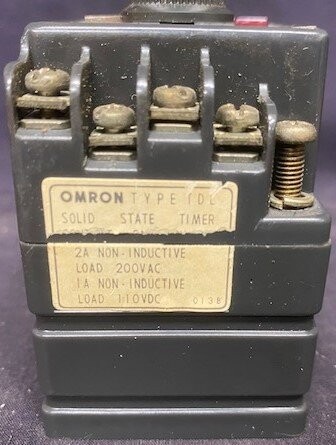 OMRON TYPE TDL
SOLID STATE TIMER
2A NON-INDUCTIVE
LOAD 200VAC
1A NON-INDUCTIVE
LOAD 110VDC 0138